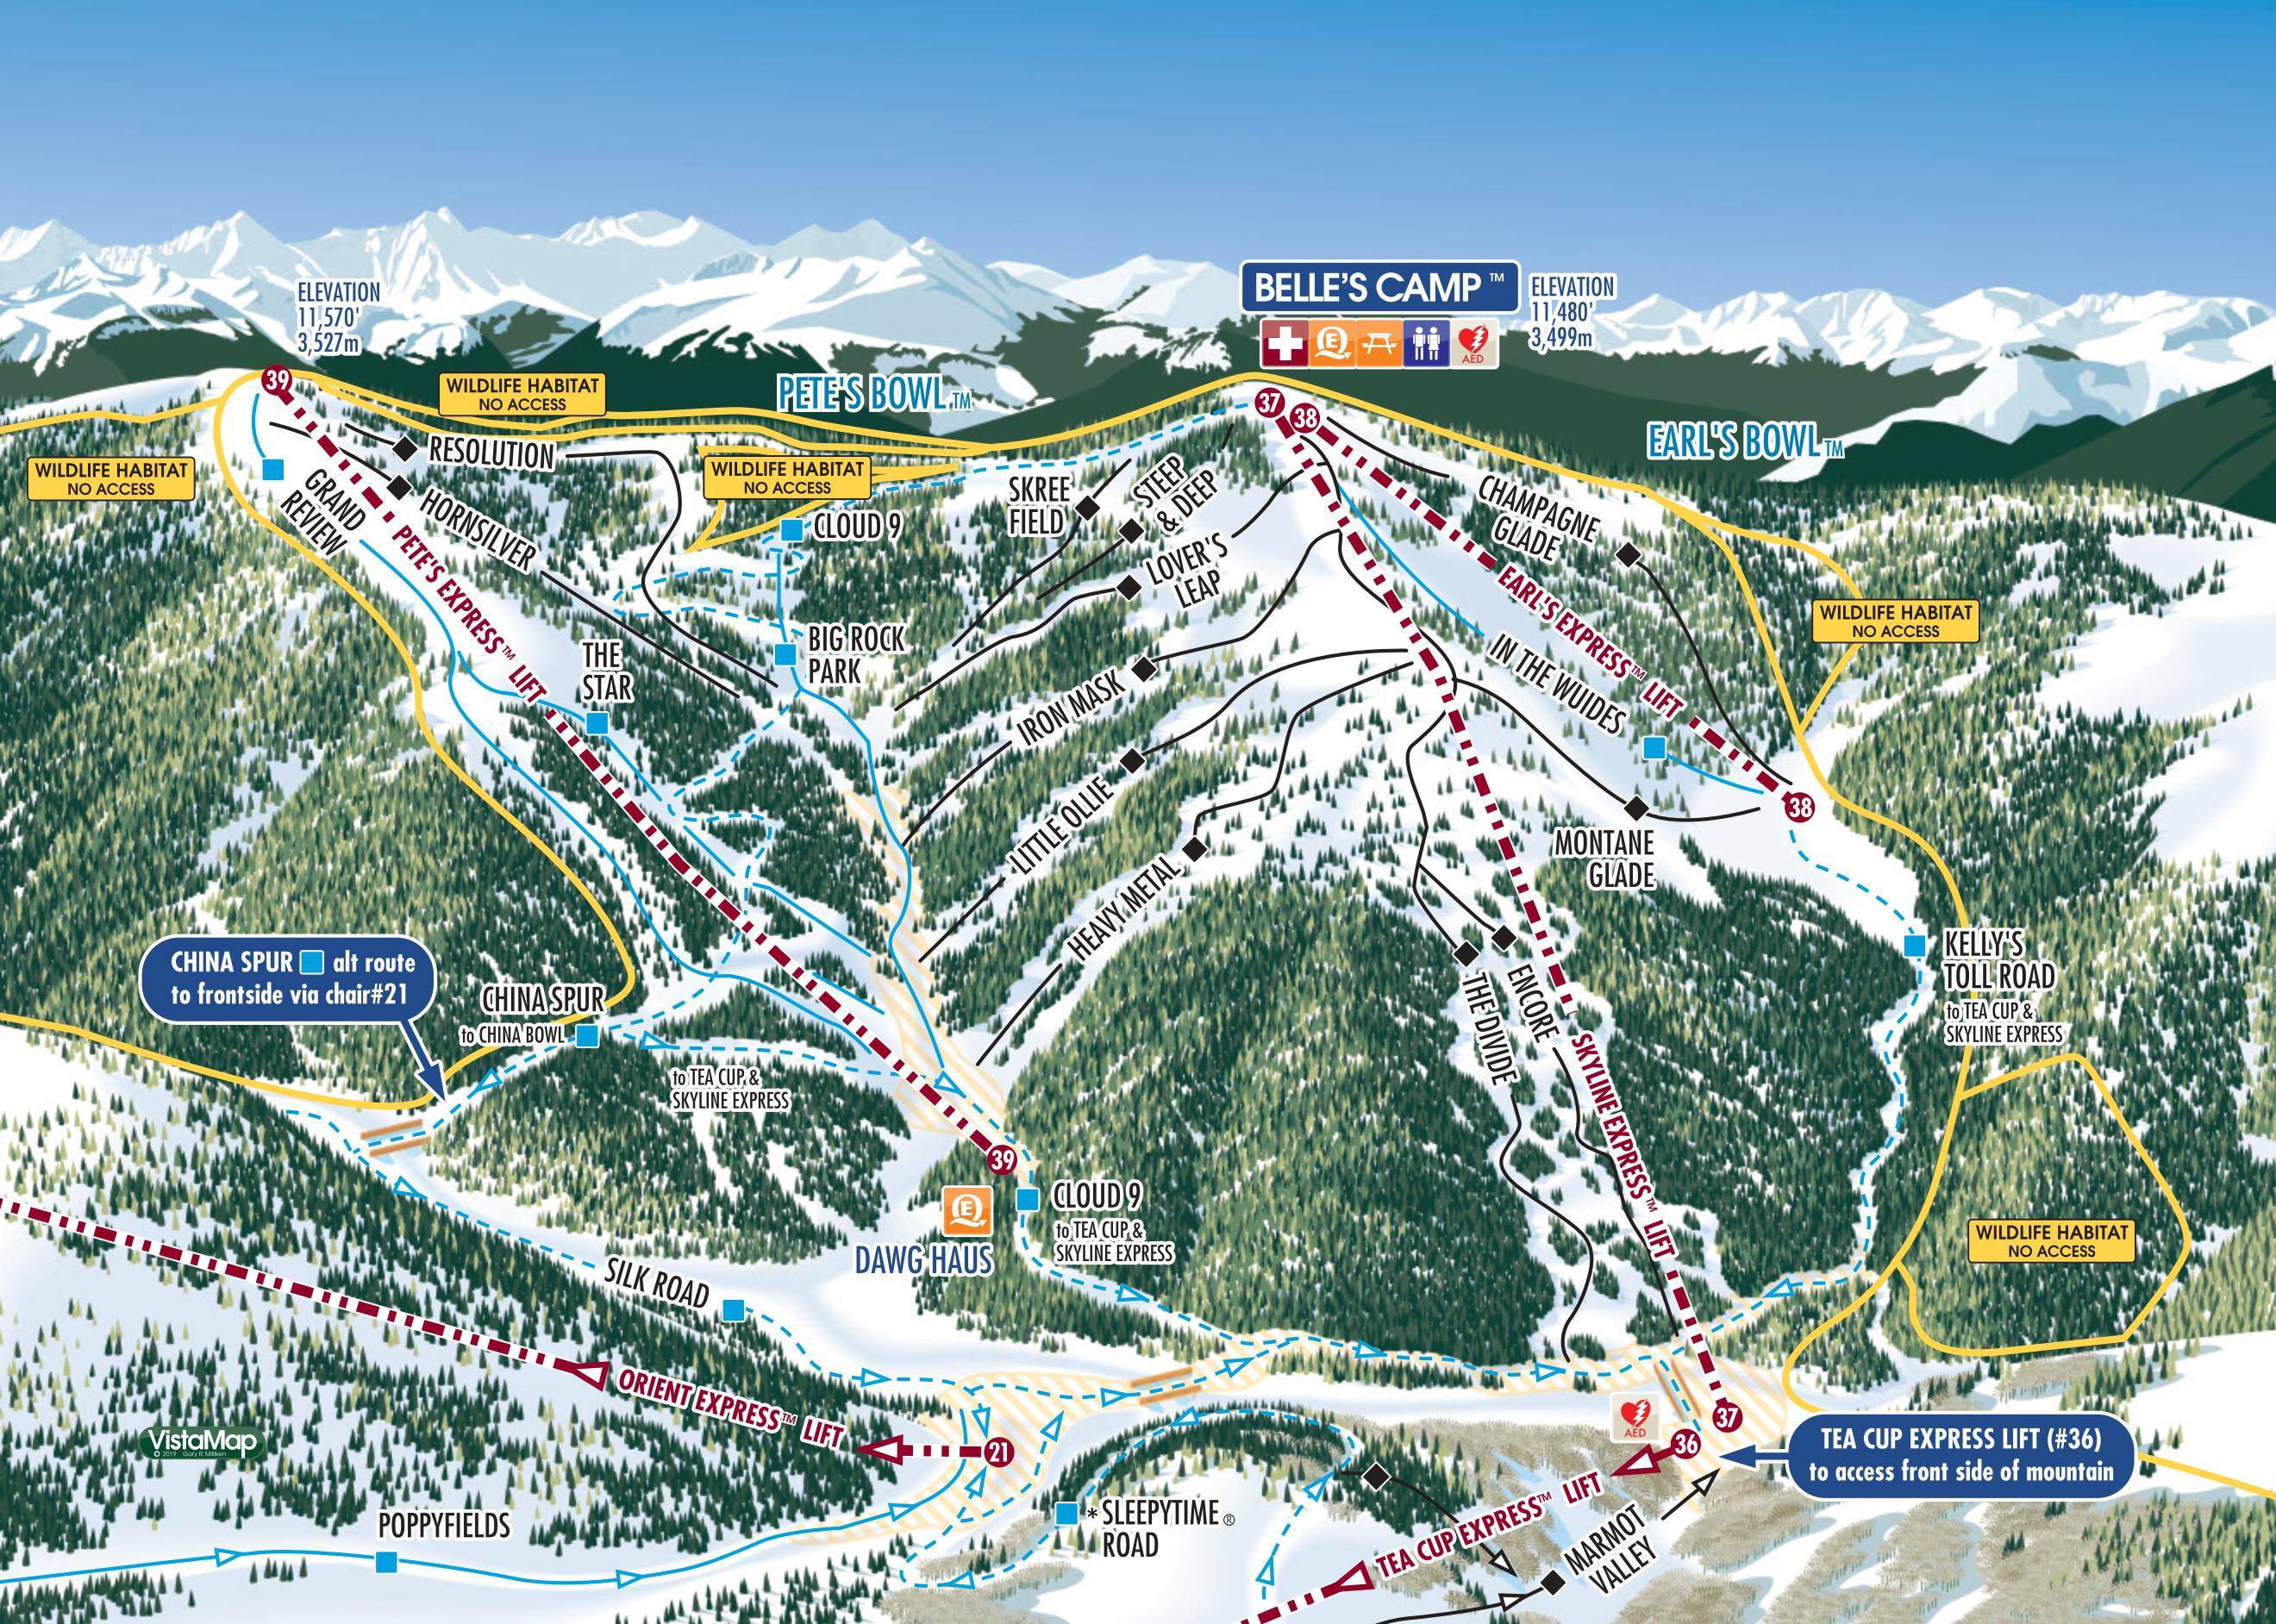 ELEVATION
11,570'
3,527m
BELLE'S CAMP ™
ELEVATION
11,480'
3,499m
E
AED
39
WILDLIFE HABITAT
NO ACCESS
PETE'S BOWL TM
37
38
EARL'S BOWL TM
WILDLIFE HABITAT
NO ACCESS
RESOLUTION
WILDLIFE HABITAT
NO ACCESS
GRAND
REVIEW
HORNSILVER
CLOUD 9
SKREE
FIELD
STEEP
& DEEP
LOVER'S
LEAP
CHAMPAGNE
GLADE
PETE'S EXPRESS™ LIFT
EARL'S EXPRESS™ LIFT
WILDLIFE HABITAT
NO ACCESS
THE
STAR
BIG ROCK
PARK
IRON MASK
IN THE WUIDES
LITTLE OLLIE
38
MONTANE
GLADE
HEAVY METAL
CHINA SPUR alt route
to frontside via chair#21
CHINA SPUR
to CHINA BOWL
THE DIVIDE
ENCORE
SKYLINE EXPRESS™ LIFT
KELLY'S
TOLL ROAD
to TEA CUP &
SKYLINE EXPRESS
to TEA CUP &
SKYLINE EXPRESS
39
E
DAWG HAUS
CLOUD 9
to TEA CUP &
SKYLINE EXPRESS
WILDLIFE HABITAT
NO ACCESS
SILK ROAD
ORIENT EXPRESS™ LIFT
21
AED
37
36
TEA CUP EXPRESS LIFT (#36)
to access front side of mountain
VistaMap
© 2019 Gary R. Milliken
POPPYFIELDS
* SLEEPYTIME ®
ROAD
TEA CUP EXPRESS™ LIFT
MARMOT
VALLEY